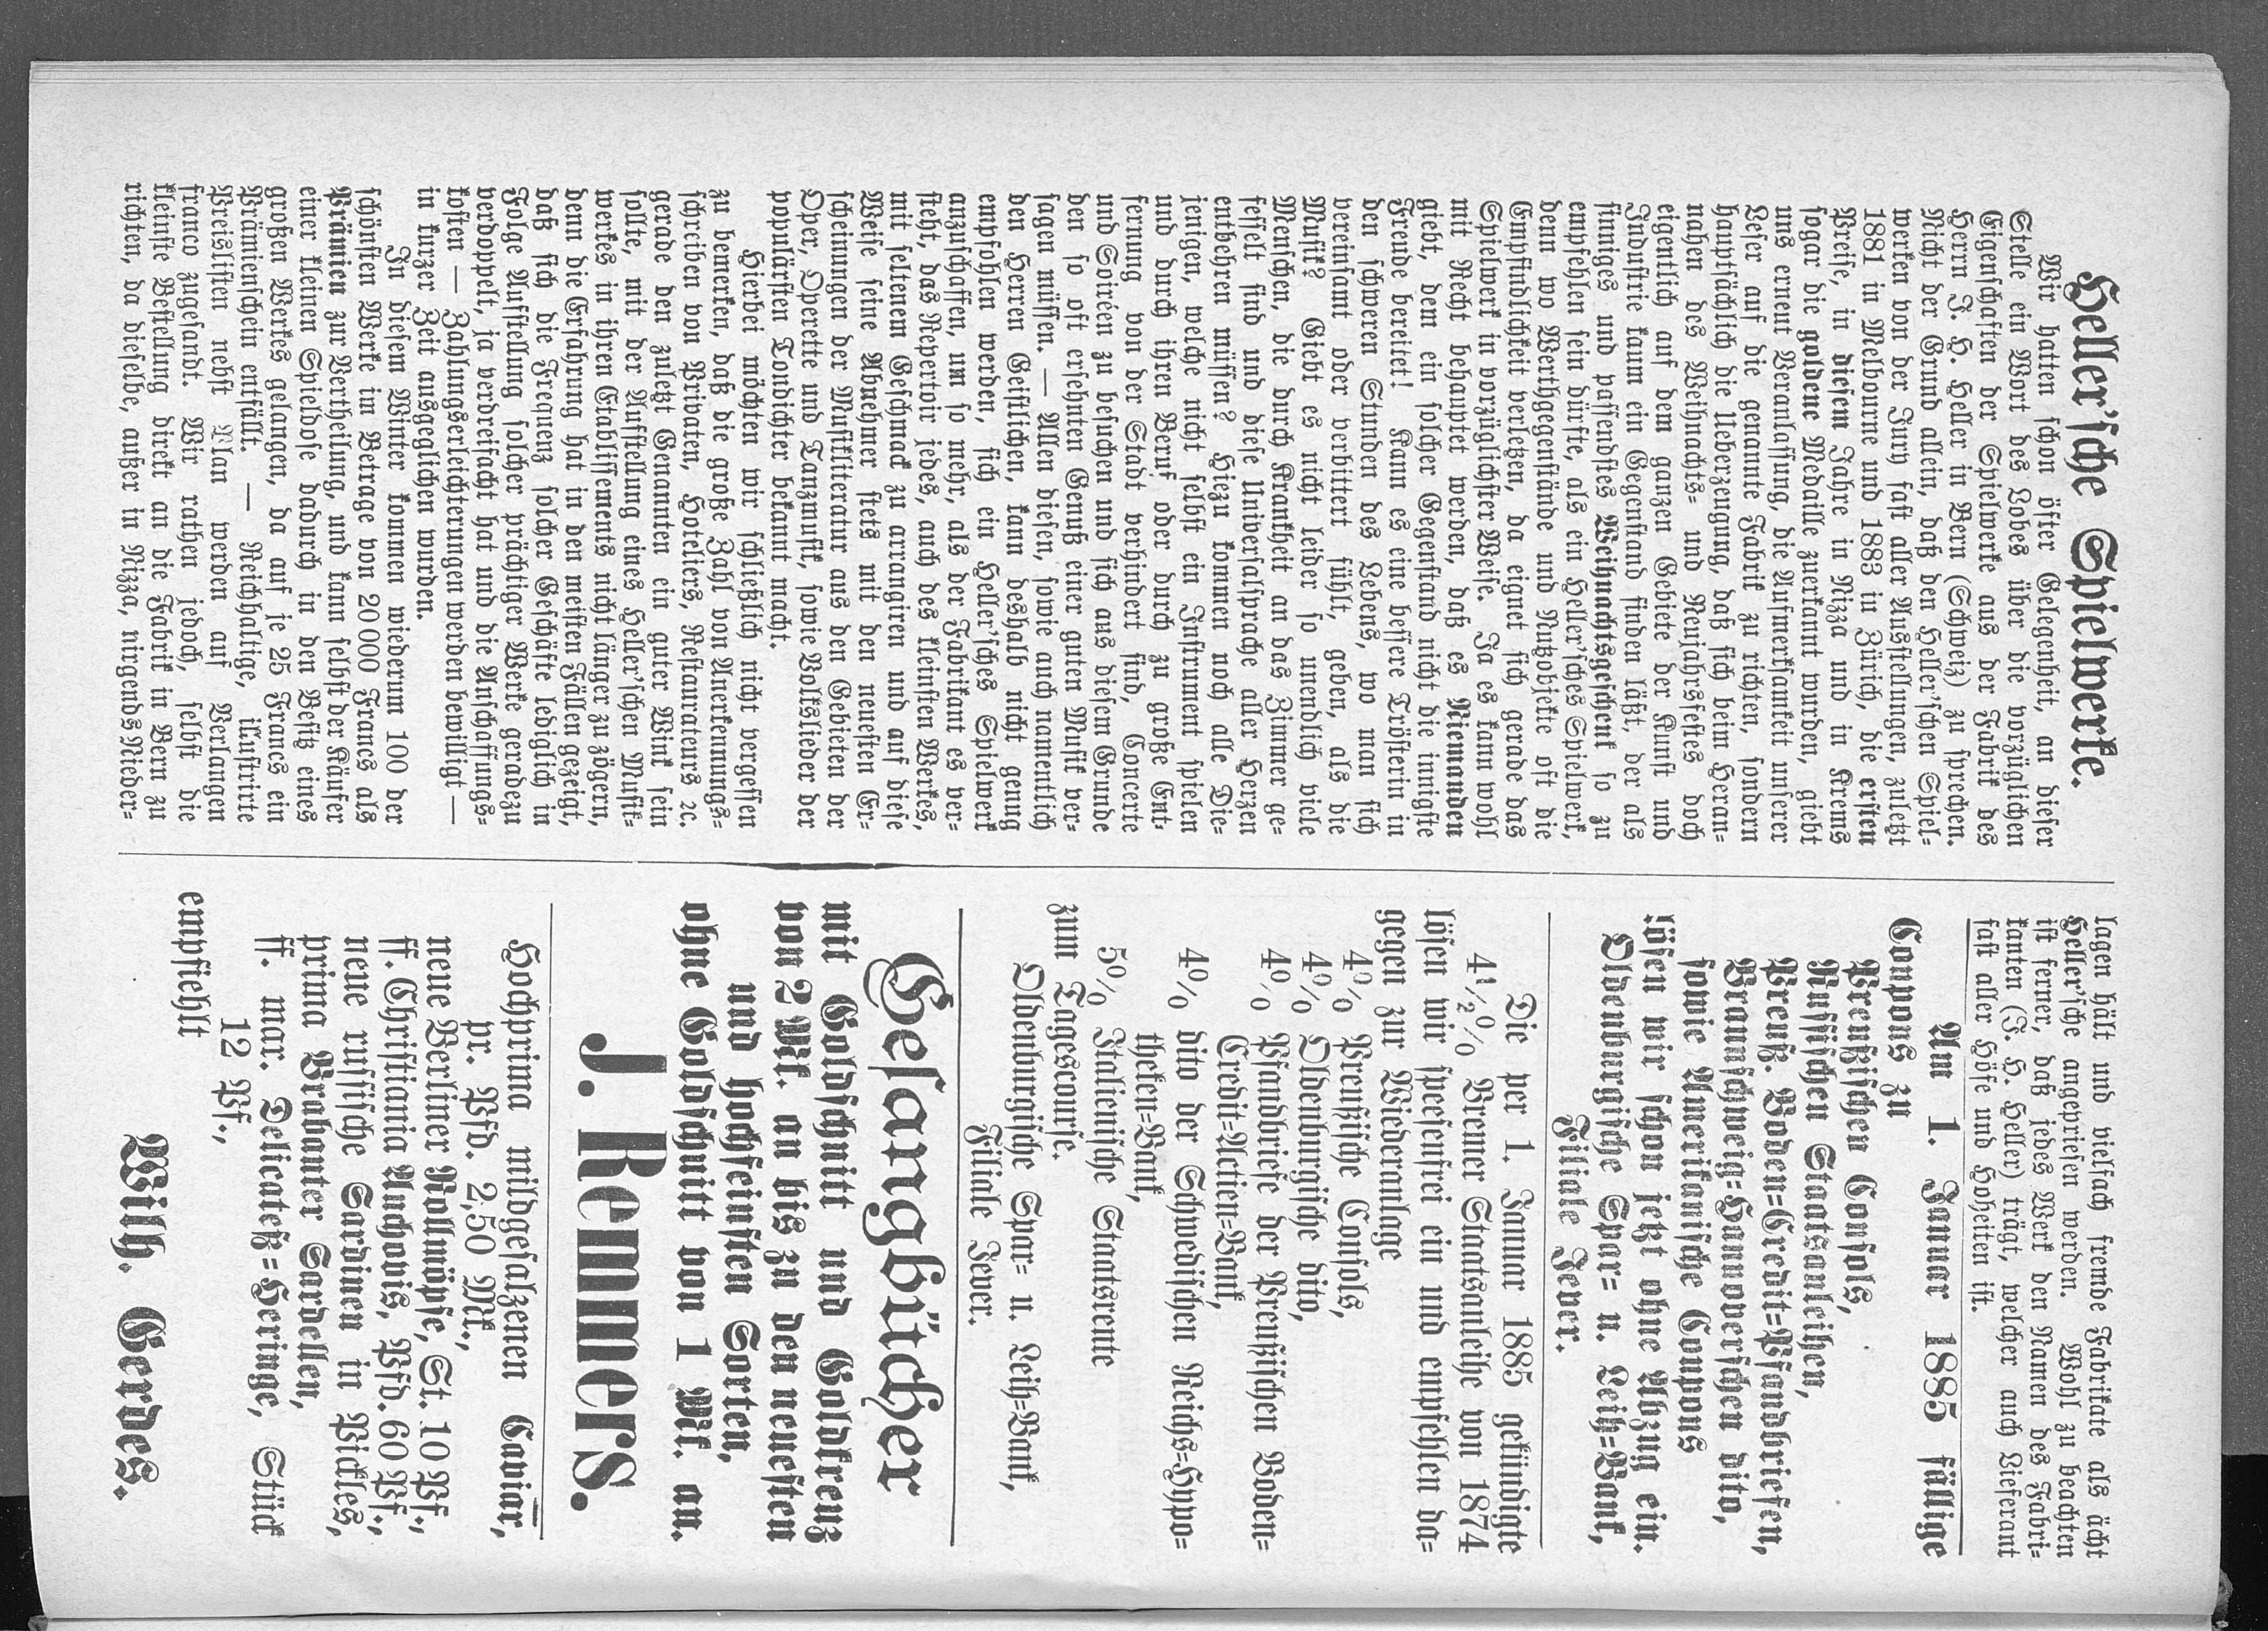 Heller'sche Spielwerke.
Wir hatten schon öfter Gelegenheit, an dieser
Stelle ein Wort des Lobes über die vorzüglichen
Eigenschaften der Spielwerke aus der Fabrik des
Herrn J. H. Heller in Bern (Schweiz) zu sprechen.
Nicht der Grund allein, daß den Heller'schen Spiel-
werken von der Jury fast aller Ausstellungen, zuletzt
1881 in Melbourne und 1883 in Zürich, die ersten
Preise, in diesem Jahre in Nizza und in Krems
sogar die goldene Medaille zuerkannt wurden, giebt
uns erneut Veranlassung, die Aufmerksamkeit unserer
Leser auf die genannte Fabrik zu richten, sondern
hauptsächlich die Ueberzeugung, daß sich beim Heran-
nahen des Weihnachts- und Neujahrsfestes doch
eigentlich auf dem ganzen Gebiete der Kunst und
Industrie kaum ein Gegenstand finden läßt, der als
sinniges und passendstes Weihnachtsgeschenk so zu
empfehlen sein dürfte, als ein Heller'sches Spielwerk,
denn wo Werthgegenstände und Nutzobjekte oft die
Empfindlichkeit verletzen, da eignet sich gerade das
Spielwerk in vorzüglichster Weise. Ja es kann wohl
mit Recht behauptet werden, daß es Niemanden
giebt, dem ein solcher Gegenstand nicht die innigste
Freude bereitet! Kann es eine bessere Trösterin in
den schweren Stunden des Lebens, wo man sich
vereinsamt oder verbittert fühlt, geben, als die
Musik? Giebt es nicht leider so unendlich viele
Menschen, die durch Krankheit an das Zimmer ge-
fesselt sind und diese Universalsprache aller Herzen
entbehren müssen? Hiezu kommen noch alle Die-
jenigen, welche nicht selbst ein Instrument spielen
und durch ihren Beruf oder durch zu große Ent-
fernung von der Stadt verhindert sind, Concerte
und Soiréen zu besuchen und sich aus diesem Grunde
den so oft ersehnten Genuß einer guten Musik ver-
sagen müssen. — Allen diesen, sowie auch namentlich
den Herren Geistlichen, kann deshalb nicht genug
empfohlen werden, sich ein Heller'sches Spielwerk
anzuschaffen, um so mehr, als der Fabrikant es ver-
steht, das Repertoir jedes, auch des kleinsten Werkes,
mit seltenem Geschmack zu arrangiren und auf diese
Weise seine Abnehmer stets mit den neuesten Er-
scheinungen der Musikliteratur aus den Gebieten der
Oper, Operette und Tanzmusik, sowie Volkslieder der
populärsten Tondichter bekannt macht.
Hierbei möchten wir schließlich nicht vergessen
zu bemerken, daß die große Zahl von Anerkennungs-
schreiben von Privaten, Hoteliers, Restaurateurs 2c.
gerade den zuletzt Genannten ein guter Wink sein
sollte, mit der Aufstellung eines Heller'schen Musik-
werkes in ihren Etablissements nicht länger zu zögern,
denn die Erfahrung hat in den meisten Fällen gezeigt,
daß sich die Frequenz solcher Geschäfte lediglich in
Folge Aufstellung solcher prächtiger Werke geradezu
verdoppelt, ja verdreifacht hat und die Anschaffungs-
kosten — Zahlungserleichterungen werden bewilligt —
in kurzer Zeit ausgeglichen wurden.
In diesem Winter kommen wiederum 100 der
schönsten Werke im Betrage von 20000 Francs als
Prämien zur Vertheilung, und kann selbst der Käufer
einer kleinen Spieldose dadurch in den Besitz eines
großen Werkes gelangen, da auf je 25 Francs ein
Prämienschein entfällt. — Reichhaltige, illustrirte
Preislisten nebst Plan werden auf Verlangen
franco zugesandt. Wir rathen jedoch, selbst die
kleinste Bestellung direkt an die Fabrik in Bern zu
richten, da dieselbe, außer in Nizza, nirgends Nieder-
lagen hält und vielfach fremde Fabrikate als ächt
Heller'sche angepriesen werden. Wohl zu beachten
ist ferner, daß jedes Werk den Namen des Fabri-
kanten (J. H. Heller) trägt, welcher auch Lieferant
fast aller Höfe und Hoheiten ist.
Am 1. Januar 1885 fällige
Coupons zu
Preußischen Consols,
Russischen Staatsanleihen,
Preuß. Boden-Credit-Pfandbriefen,
Braunschweig-Hannoverschen dito,
sowie Amerikanische Coupons
lösen wir schon jetzt ohne Abzug ein.
Oldenburgische Spar- u. Leih-Bank,
Filiale Jever.
Die per 1. Januar 1885 gekündigte
4½% Bremer Staatsanleihe von 1874
lösen wir speesenfrei ein und empfehlen da-
gegen zur Wiederanlage
4% Preußische Consols,
4% Oldenburgische dito,
4% Pfandbriefe der Preußischen Boden-
Credit-Actien-Bank,
4% dito der Schwedischen Reichs-Hypo-
theken-Bank,
5% Italienische Staatsrente
zum Tagescourse.
Oldenburgische Spar- u. Leih-Bank,
Filiale Jever.
Gesangbücher
mit Goldschnitt und Goldkreuz
von 2 Mk. an bis zu den neuesten
und hochfeinsten Sorten,
ohne Goldschnitt von 1 Mk. an.
J. Remmers.
Hochprima mildgesalzenen Caviar,
pr. Pfd. 2,50 Mk.,
neue Berliner Rollmöpse, St. 10 Pf.,
ff. Christiania Anchovis, Pfd. 60 Pf.,
neue russische Sardinen in Pickles,
prima Brabanter Sardellen,
ff. mar. Delicateß-Heringe, Stück
12 Pf.,
empfiehlt
Wilh. Gerdes.